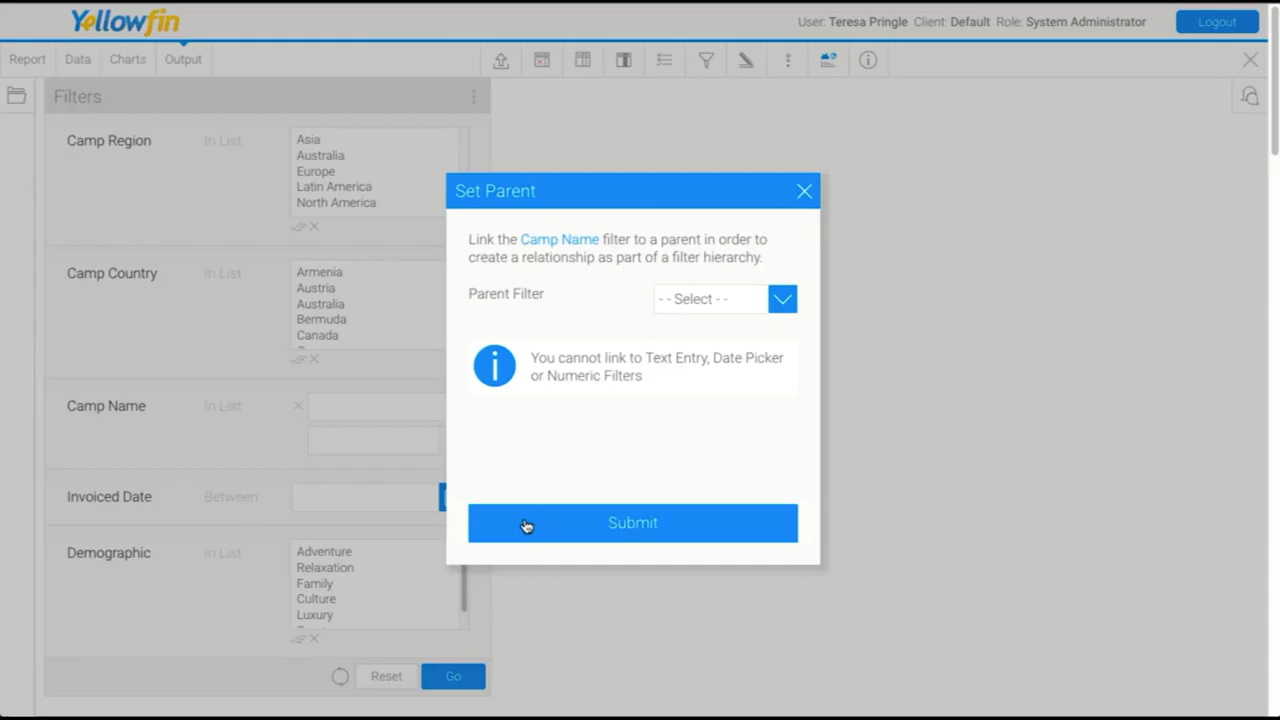 Yellowfin
User: Teresa Pringle Client: Default Role: System Administrator
Logout
Report Data Charts Output
Filters
Camp Region In List
Asia
Australia
Europe
Latin America
North America
Camp Country In List
Armenia
Austria
Australia
Bermuda
Canada
Camp Name In List
Invoiced Date Between
Demographic In List
Adventure
Relaxation
Family
Culture
Luxury
Reset Go
Set Parent
Link the Camp Name filter to a parent in order to
create a relationship as part of a filter hierarchy.
Parent Filter - - Select - -
You cannot link to Text Entry, Date Picker
or Numeric Filters
Submit